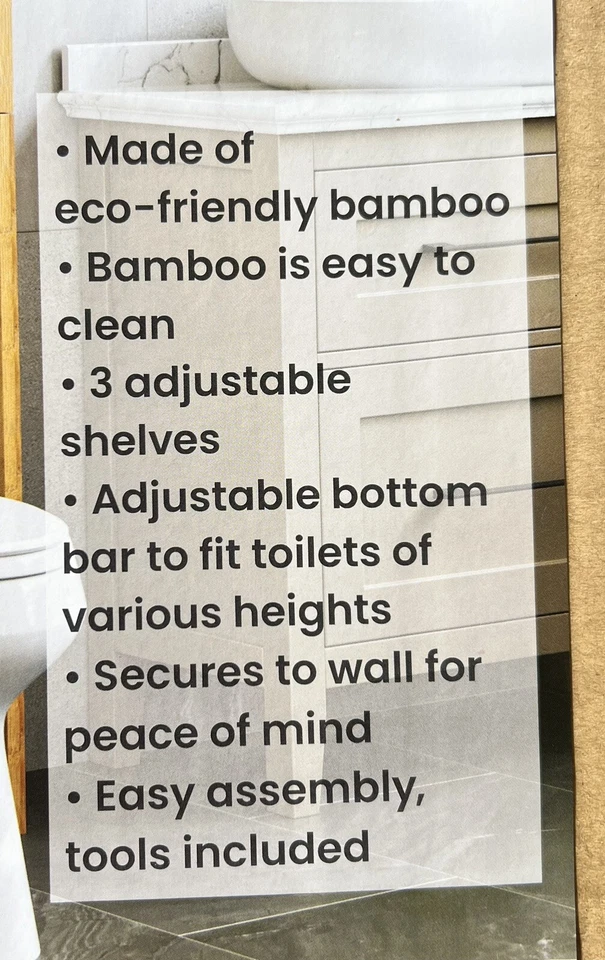 • Made of
eco-friendly bamboo
• Bamboo is easy to
clean
• 3 adjustable
shelves
• Adjustable bottom
bar to fit toilets of
various heights
• Secures to wall for
peace of mind
• Easy assembly,
tools included